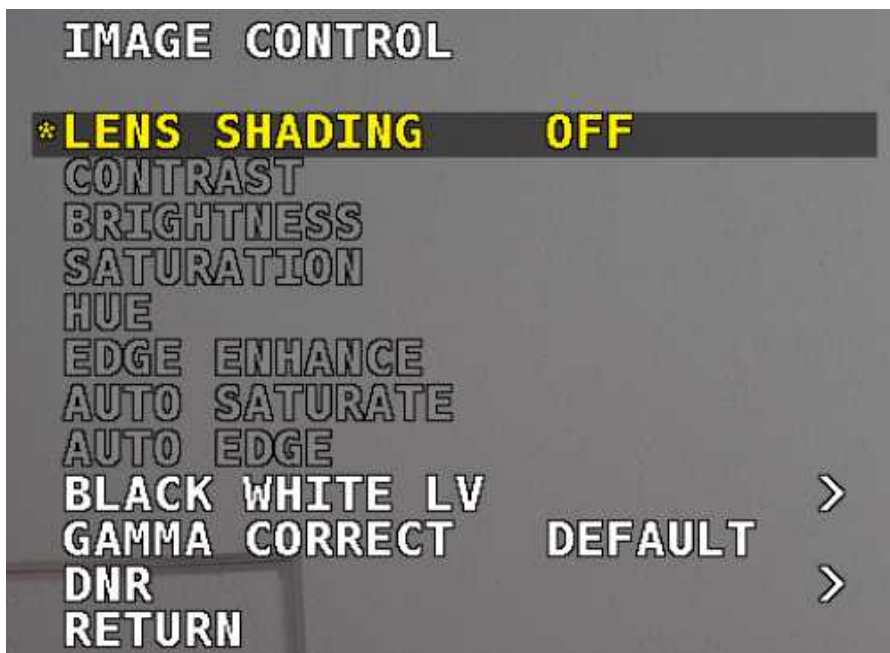 IMAGE CONTROL
*LENS SHADING OFF
CONTRAST
BRIGHTNESS
SATURATION
HUE
EDGE ENHANCE
AUTO SATURATE
AUTO EDGE
BLACK WHITE LV >
GAMMA CORRECT DEFAULT
DNR >
RETURN